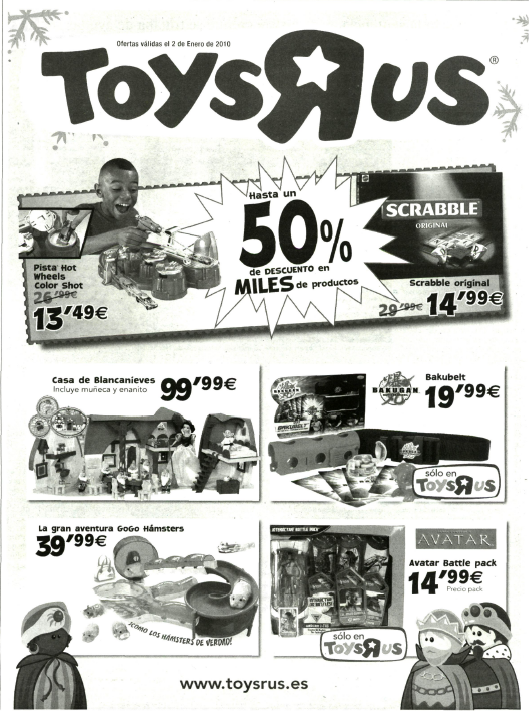 Ofertas válidas el 2 de Enero de 2010
TOYSRUS®
Pista Hot
Wheels
Color Shot
26'99€
13'49€
Hasta un
50%
de DESCUENTO en
MILES de productos
SCRABBLE
ORIGINAL
Scrabble original
29'99€ 14'99€
Casa de Blancanieves
Incluye muñeca y enanito
99'99€
BAKUGAN
Bakubelt
19'99€
BAKUBELT
sólo en
TOYSRUS
La gran aventura GoGo Hámsters
39'99€
¡COMO LOS HÁMSTERS DE VERDAD!
INTERACTIVE BATTLE PACK
AVATAR
Avatar Battle pack
14'99€
Precio pack
sólo en
TOYSRUS
www.toysrus.es